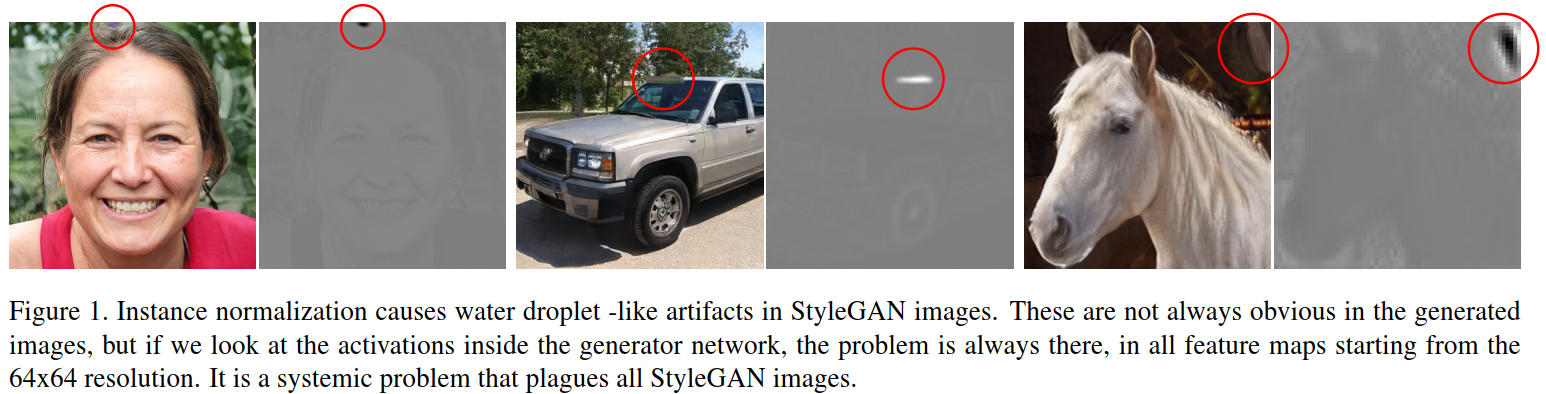 Figure 1. Instance normalization causes water droplet -like artifacts in StyleGAN images. These are not always obvious in the generated
images, but if we look at the activations inside the generator network, the problem is always there, in all feature maps starting from the
64x64 resolution. It is a systemic problem that plagues all StyleGAN images.